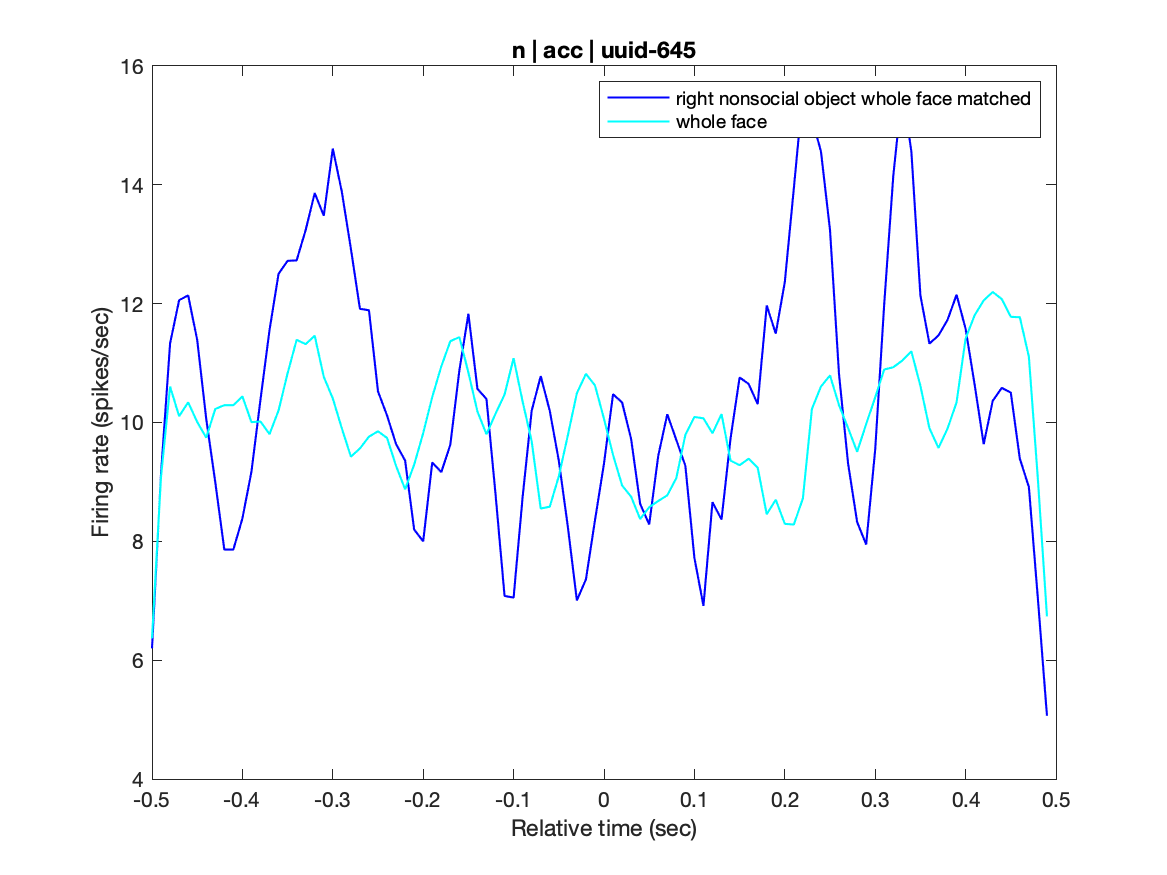 n | acc | uuid-645
right nonsocial object whole face matched
whole face
16
14
12
10
8
6
4
Firing rate (spikes/sec)
-0.5 -0.4 -0.3 -0.2 -0.1 0 0.1 0.2 0.3 0.4 0.5
Relative time (sec)